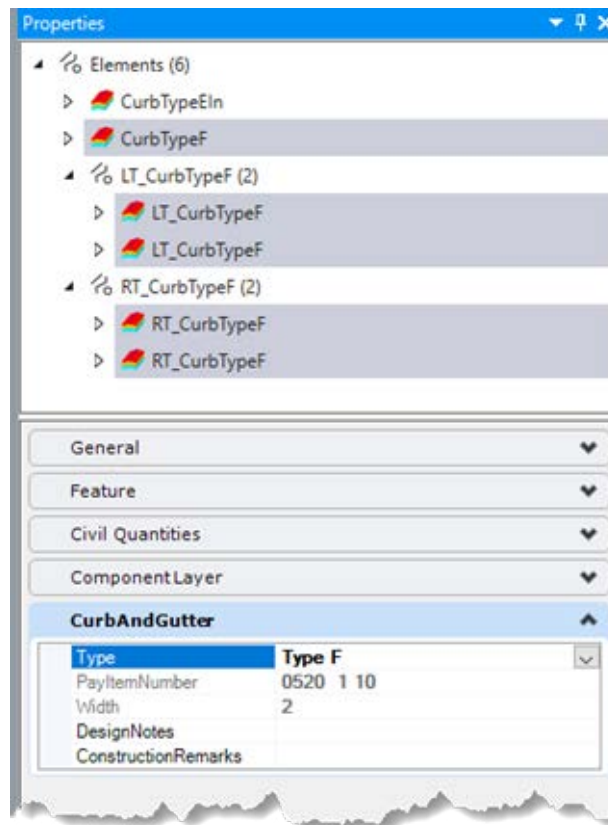 Properties
Elements (6)
CurbTypeEIn
CurbTypeF
LT_CurbTypeF (2)
LT_CurbTypeF
LT_CurbTypeF
RT_CurbTypeF (2)
RT_CurbTypeF
RT_CurbTypeF
General
Feature
Civil Quantities
ComponentLayer
CurbAndGutter
Type Type F
PayItemNumber 0520 1 10
Width 2
DesignNotes
ConstructionRemarks